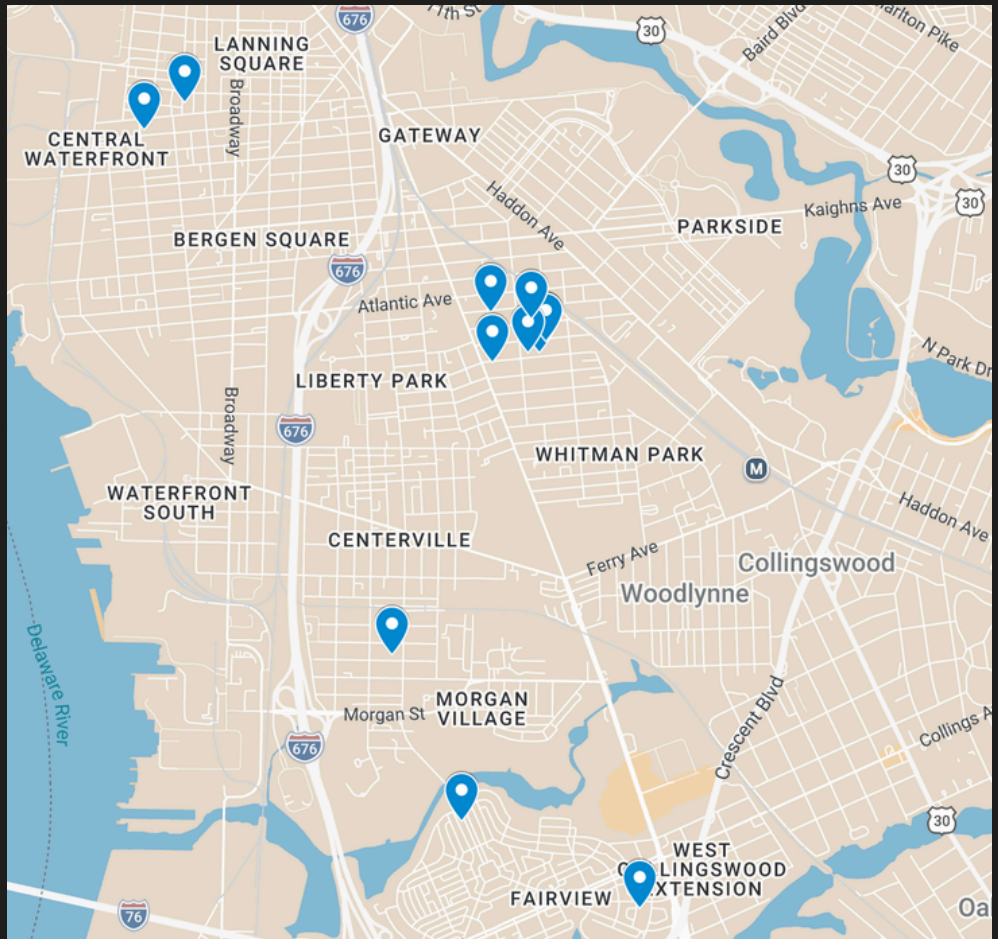 676
11th St
30
Baird Blvd
Marlton Pike
LANNING
SQUARE
Broadway
CENTRAL
WATERFRONT
GATEWAY
30
30
Haddon Ave
Kaighns Ave
PARKSIDE
BERGEN SQUARE
676
Atlantic Ave
N Park Dr
LIBERTY PARK
Broadway
676
WHITMAN PARK
M
WATERFRONT
SOUTH
Haddon Ave
CENTERVILLE
Ferry Ave
Collingswood
Woodlynne
Delaware River
MORGAN
VILLAGE
Morgan St
Crescent Blvd
Collings A
676
30
WEST
C LLINGSWOOD
EXTENSION
FAIRVIEW
76
Oa